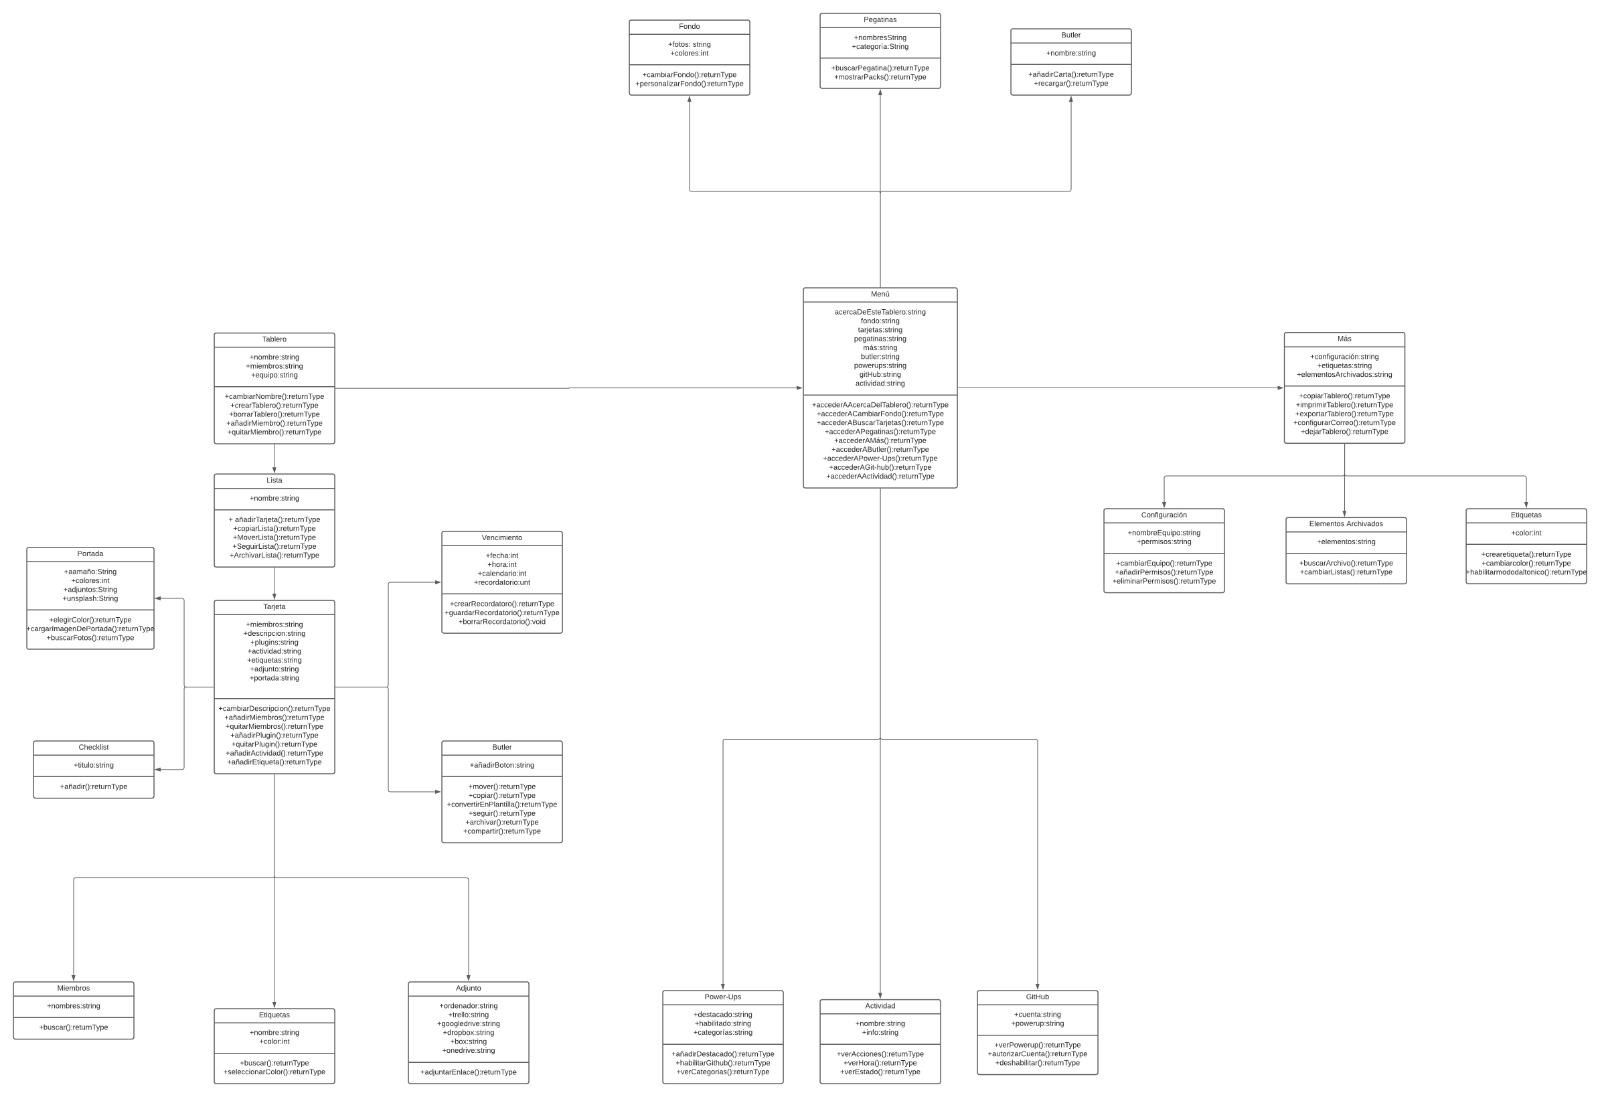 Fondo
+fotos: string
+colores:int
+cambiarFondo():returnType
+personalizarFondo():returnType
Pegatinas
+nombresString
+categoría:String
+buscarPegatina():returnType
+mostrarPacks():returnType
Butler
+nombre:string
+añadirCarta():returnType
+recargar():returnType
Menú
acercaDeEsteTablero:string
fondo:string
tarjetas:string
pegatinas:string
más:string
butler:string
powerups:string
gitHub:string
actividad:string
+accederAAcercaDelTablero():returnType
+accederACambiarFondo():returnType
+accederABuscarTarjetas():returnType
+accederAPegatinas():returnType
+accederAMás():returnType
+accederAButler():returnType
+accederAPower-Ups():returnType
+accederAGit-hub():returnType
+accederAActividad():returnType
Tablero
+nombre:string
+miembros:string
+equipo:string
+cambiarNombre():returnType
+crearTablero():returnType
+borrarTablero():returnType
+añadirMiembro():returnType
+quitarMiembro():returnType
Más
+configuración:string
+etiquetas:string
+elementosArchivados:string
+copiarTablero():returnType
+imprimirTablero():returnType
+exportarTablero():returnType
+configurarCorreo():returnType
+dejarTablero():returnType
Lista
+nombre:string
+ añadirTarjeta():returnType
+copiarLista():returnType
+MoverLista():returnType
+SeguirLista():returnType
+ArchivarLista():returnType
Configuración
+nombreEquipo:string
+permisos:string
+cambiarEquipo():returnType
+añadirPermisos():returnType
+eliminarPermisos():returnType
Elementos Archivados
+elementos:string
+buscarArchivo():returnType
+cambiarListas():returnType
Etiquetas
+color:int
+crearetiqueta():returnType
+cambiarcolor():returnType
+habilitarmododaltonico():returnType
Portada
+aamaño:String
+colores:int
+adjuntos:String
+unsplash:String
+elegirColor():returnType
+cargarImagenDePortada():returnType
+buscarFotos():returnType
Vencimiento
+fecha:int
+hora:int
+calendario:int
+recordatorio:unt
+crearRecordatoro():returnType
+guardarRecordatorio():returnType
+borrarRecordatorio():void
Tarjeta
+miembros:string
+descripcion:string
+plugins:string
+actividad:string
+etiquetas:string
+adjunto:string
+portada:string
+cambiarDescripcion():returnType
+añadirMiembros():returnType
+quitarMiembros():returnType
+añadirPlugin():returnType
+quitarPlugin():returnType
+añadirActividad():returnType
+añadirEtiqueta():returnType
Checklist
+titulo:string
+añadir():returnType
Butler
+añadirBoton:string
+mover():returnType
+copiar():returnType
+convertirEnPlantilla():returnType
+seguir():returnType
+archivar():returnType
+compartir():returnType
Miembros
+nombres:string
+buscar():returnType
Etiquetas
+nombre:string
+color:int
+buscar():returnType
+seleccionarColor():returnType
Adjunto
+ordenador:string
+trello:string
+googledrive:string
+dropbox:string
+box:string
+onedrive:string
+adjuntarEnlace():returnType
Power-Ups
+destacado:string
+habilitado:string
+categorías:string
+añadirDestacado():returnType
+habilitarGithub():returnType
+verCategorias():returnType
Actividad
+nombre:string
+info:string
+verAcciones():returnType
+verHora():returnType
+verEstado():returnType
GitHub
+cuenta:string
+powerup:string
+verPowerup():returnType
+autorizarCuenta():returnType
+deshabilitar():returnType